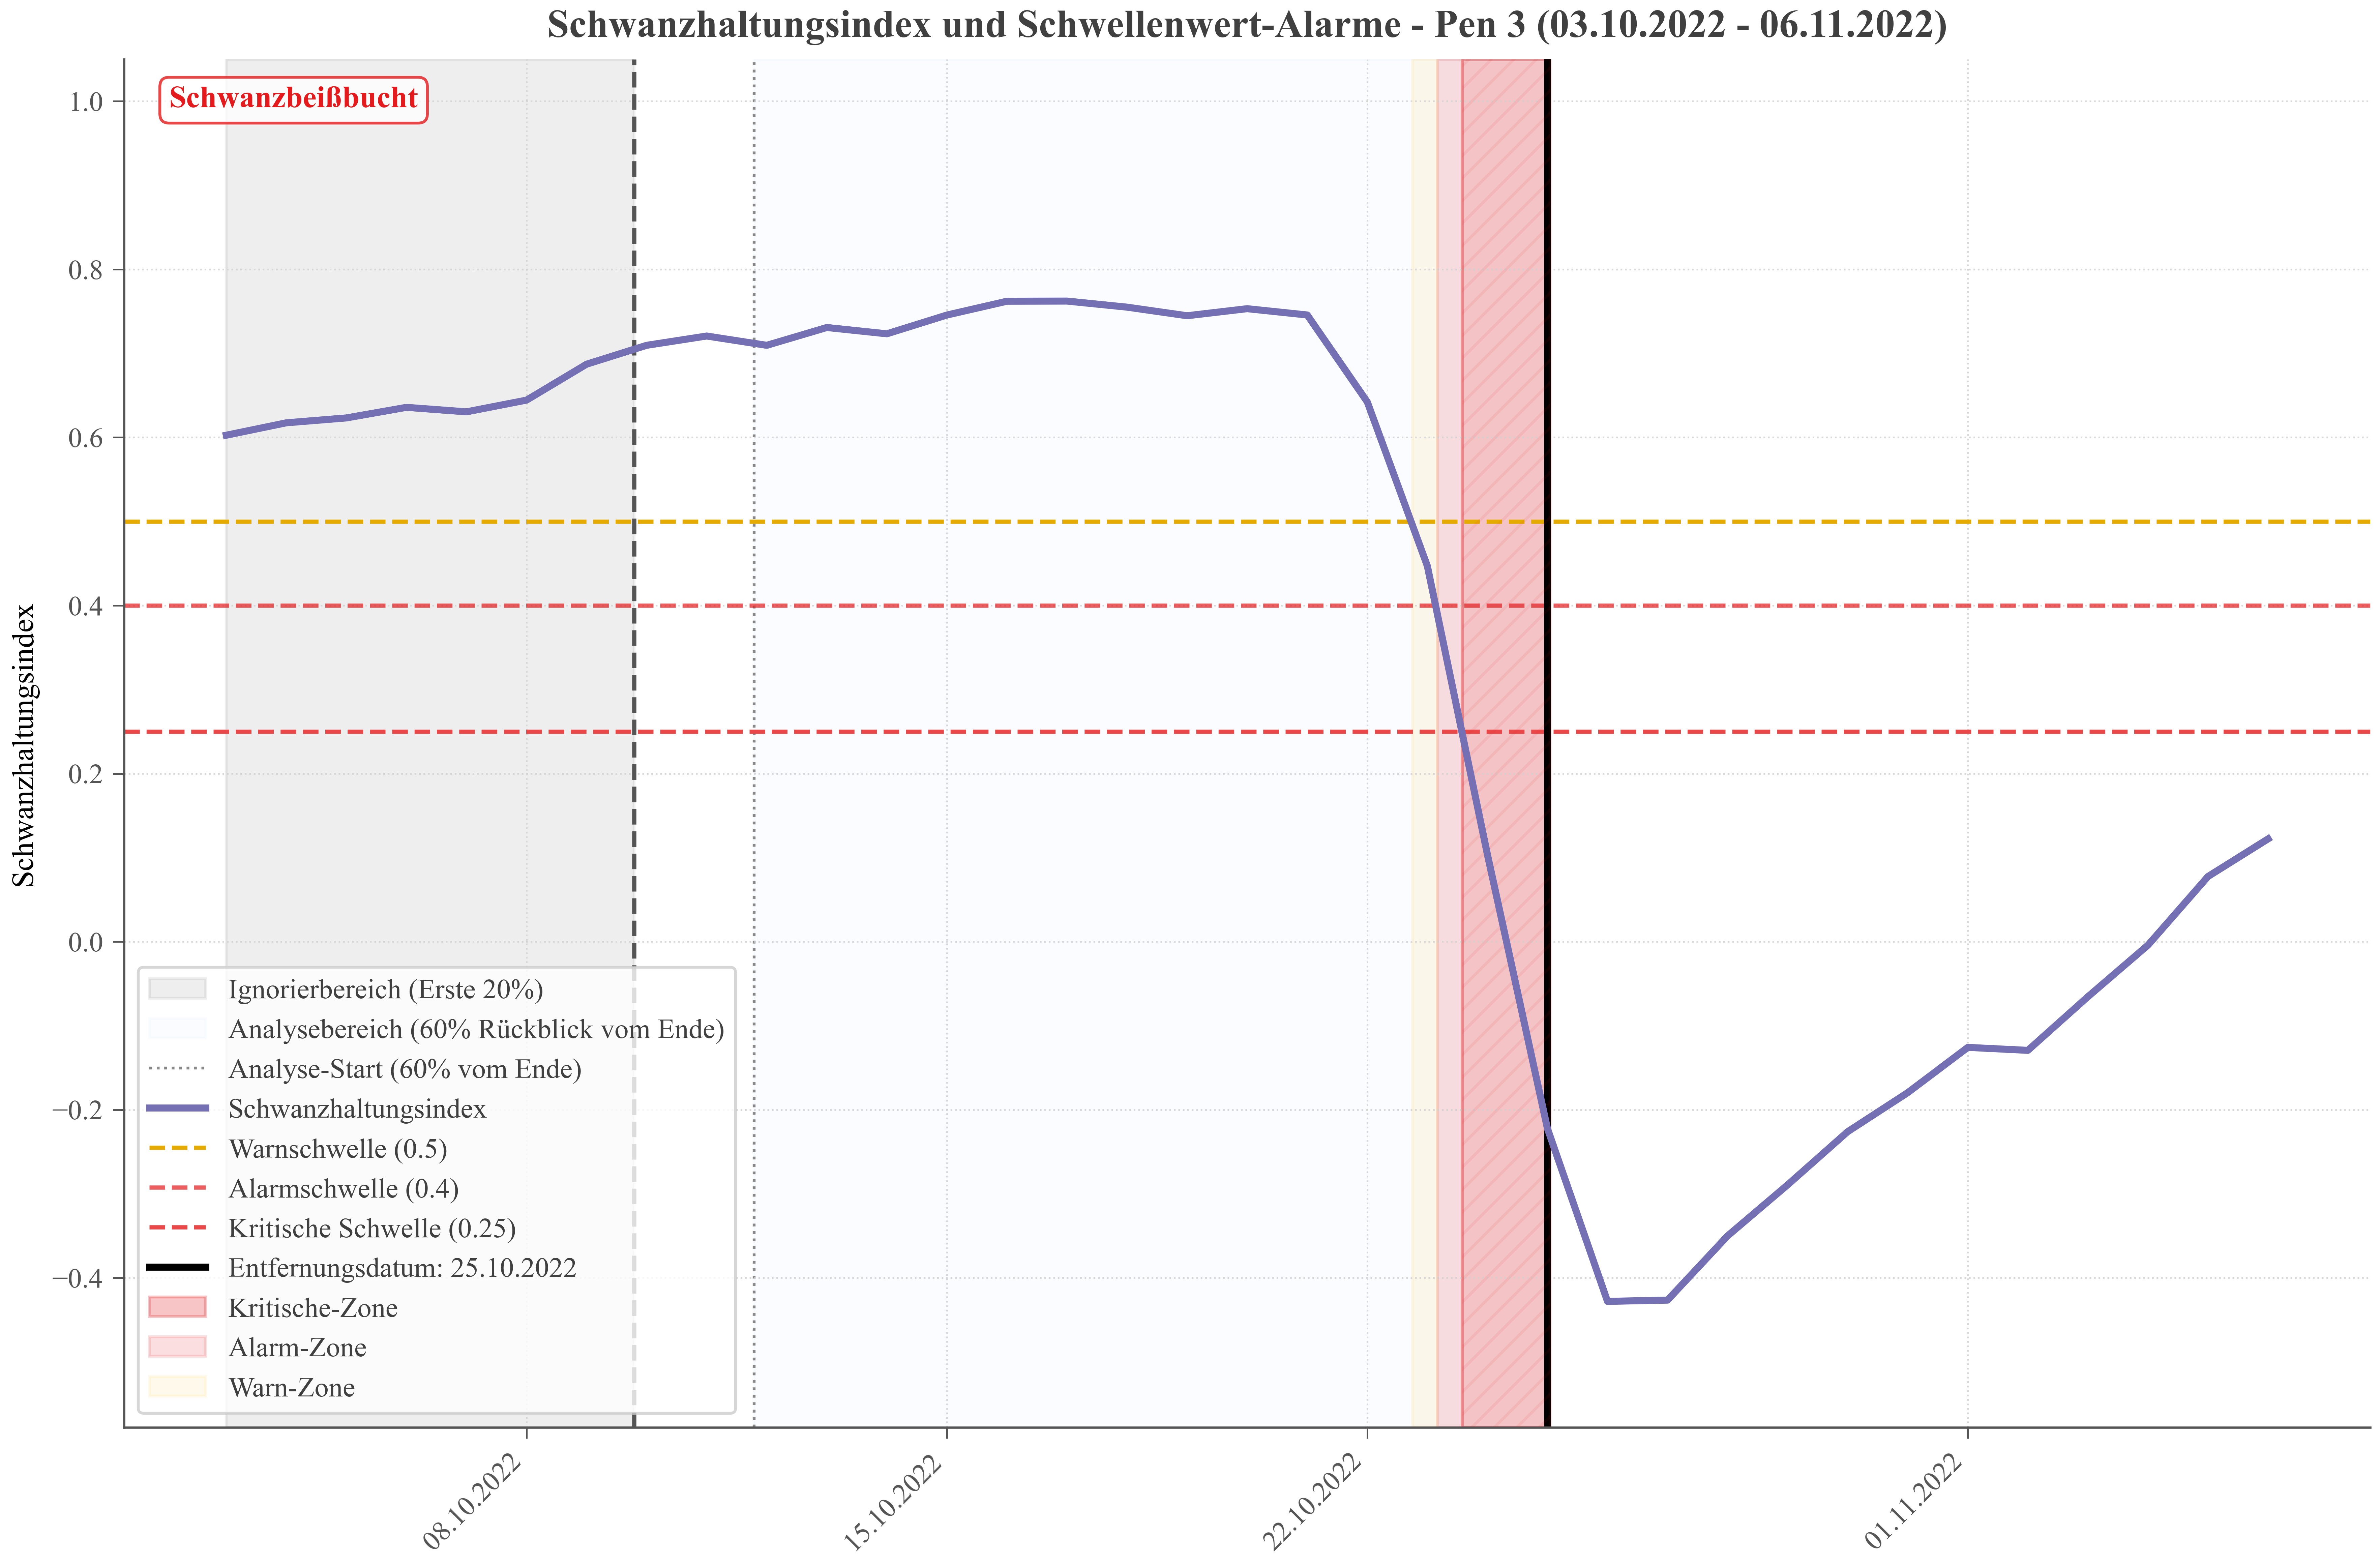 Schwanzhaltungsindex und Schwellenwert-Alarme - Pen 3 (03.10.2022 - 06.11.2022)
Schwanzbeißbucht
Schwanzhaltungsindex
1.0
0.8
0.6
0.4
0.2
0.0
−0.2
−0.4
Ignorierbereich (Erste 20%)
Analysebereich (60% Rückblick vom Ende)
Analyse-Start (60% vom Ende)
Schwanzhaltungsindex
Warnschwelle (0.5)
Alarmschwelle (0.4)
Kritische Schwelle (0.25)
Entfernungsdatum: 25.10.2022
Kritische-Zone
Alarm-Zone
Warn-Zone
08.10.2022
15.10.2022
22.10.2022
01.11.2022